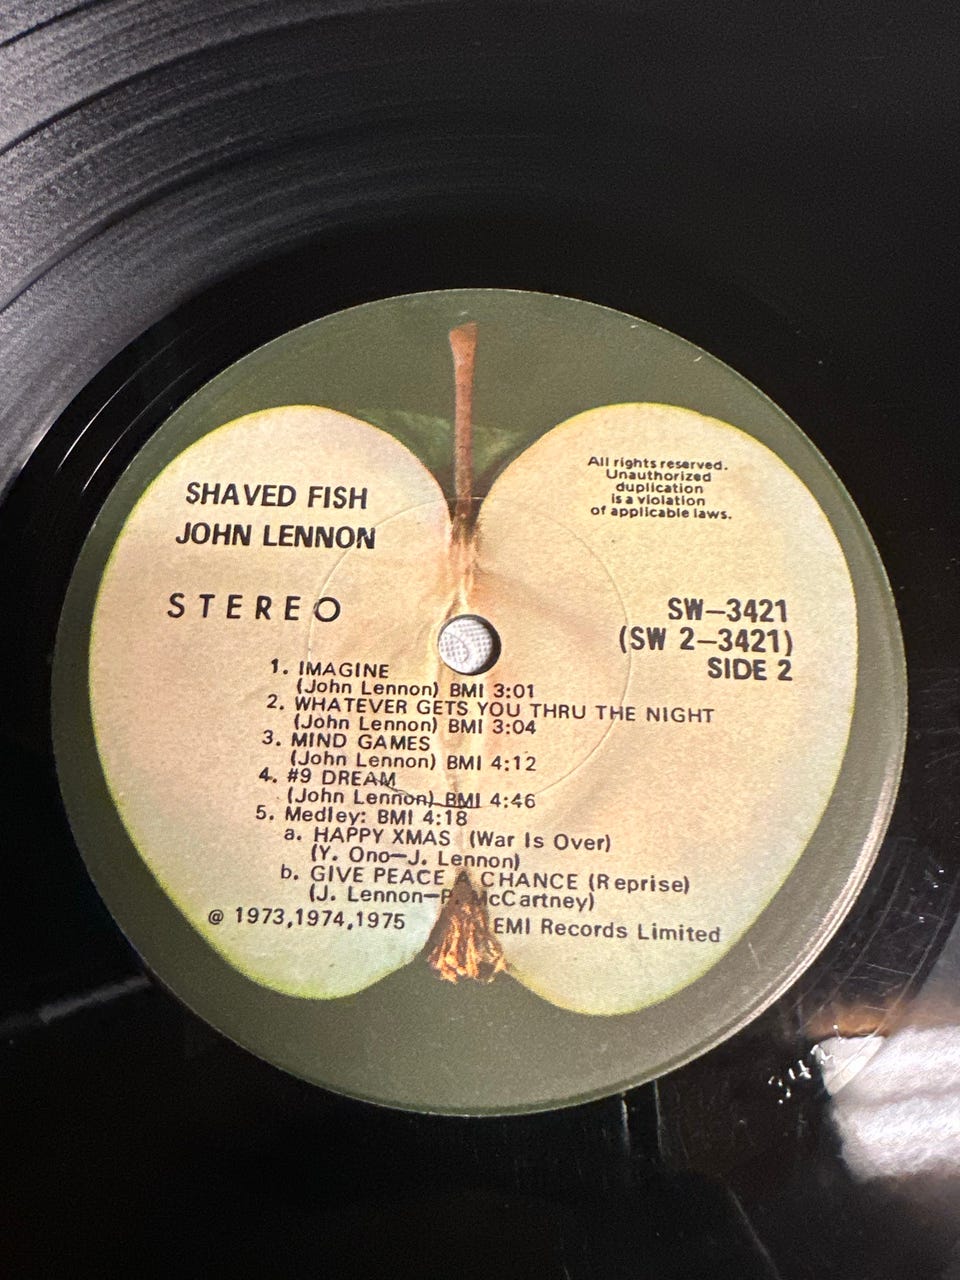 SHAVED FISH
JOHN LENNON
STEREO
All rights reserved.
Unauthorized
duplication
is a violation
of applicable laws.
SW—3421
(SW 2—3421)
SIDE 2
1. IMAGINE
(John Lennon) BMI 3:01
2. WHATEVER GETS YOU THRU THE NIGHT
(John Lennon) BMI 3:04
3. MIND GAMES
(John Lennon) BMI 4:12
4. #9 DREAM
(John Lennon) BMI 4:46
5. Medley: BMI 4:18
a. HAPPY XMAS (War Is Over)
(Y. Ono—J. Lennon)
b. GIVE PEACE A CHANCE (Reprise)
(J. Lennon—P. McCartney)
@ 1973,1974,1975 EMI Records Limited